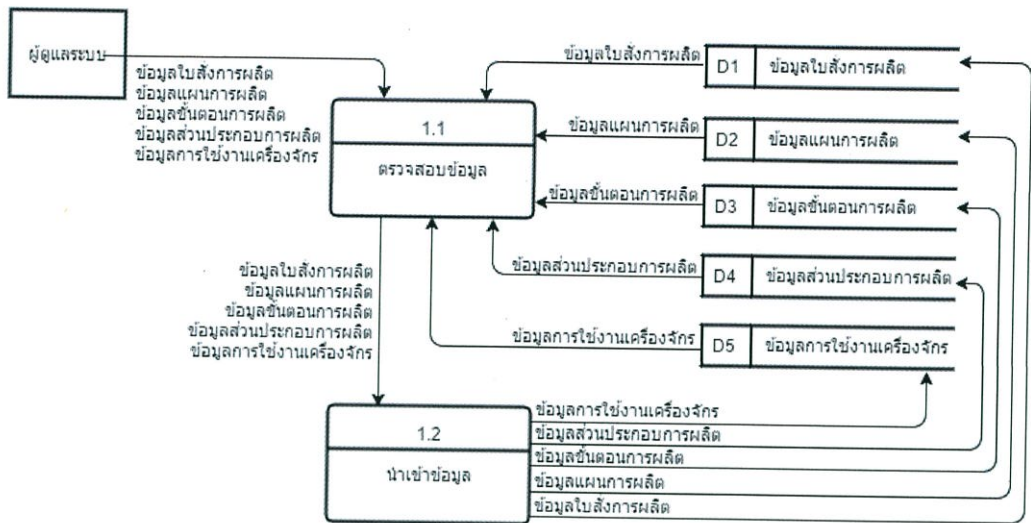 ผู้ดูแลระบบ
ข้อมูลใบสั่งการผลิต
ข้อมูลแผนการผลิต
ข้อมูลขั้นตอนการผลิต
ข้อมูลส่วนประกอบการผลิต
ข้อมูลการใช้งานเครื่องจักร
1.1
ตรวจสอบข้อมูล
ข้อมูลใบสั่งการผลิต
D1 ข้อมูลใบสั่งการผลิต
ข้อมูลแผนการผลิต
D2 ข้อมูลแผนการผลิต
ข้อมูลขั้นตอนการผลิต
D3 ข้อมูลขั้นตอนการผลิต
ข้อมูลส่วนประกอบการผลิต
D4 ข้อมูลส่วนประกอบการผลิต
ข้อมูลการใช้งานเครื่องจักร
D5 ข้อมูลการใช้งานเครื่องจักร
ข้อมูลใบสั่งการผลิต
ข้อมูลแผนการผลิต
ข้อมูลขั้นตอนการผลิต
ข้อมูลส่วนประกอบการผลิต
ข้อมูลการใช้งานเครื่องจักร
1.2
นำเข้าข้อมูล
ข้อมูลการใช้งานเครื่องจักร
ข้อมูลส่วนประกอบการผลิต
ข้อมูลขั้นตอนการผลิต
ข้อมูลแผนการผลิต
ข้อมูลใบสั่งการผลิต